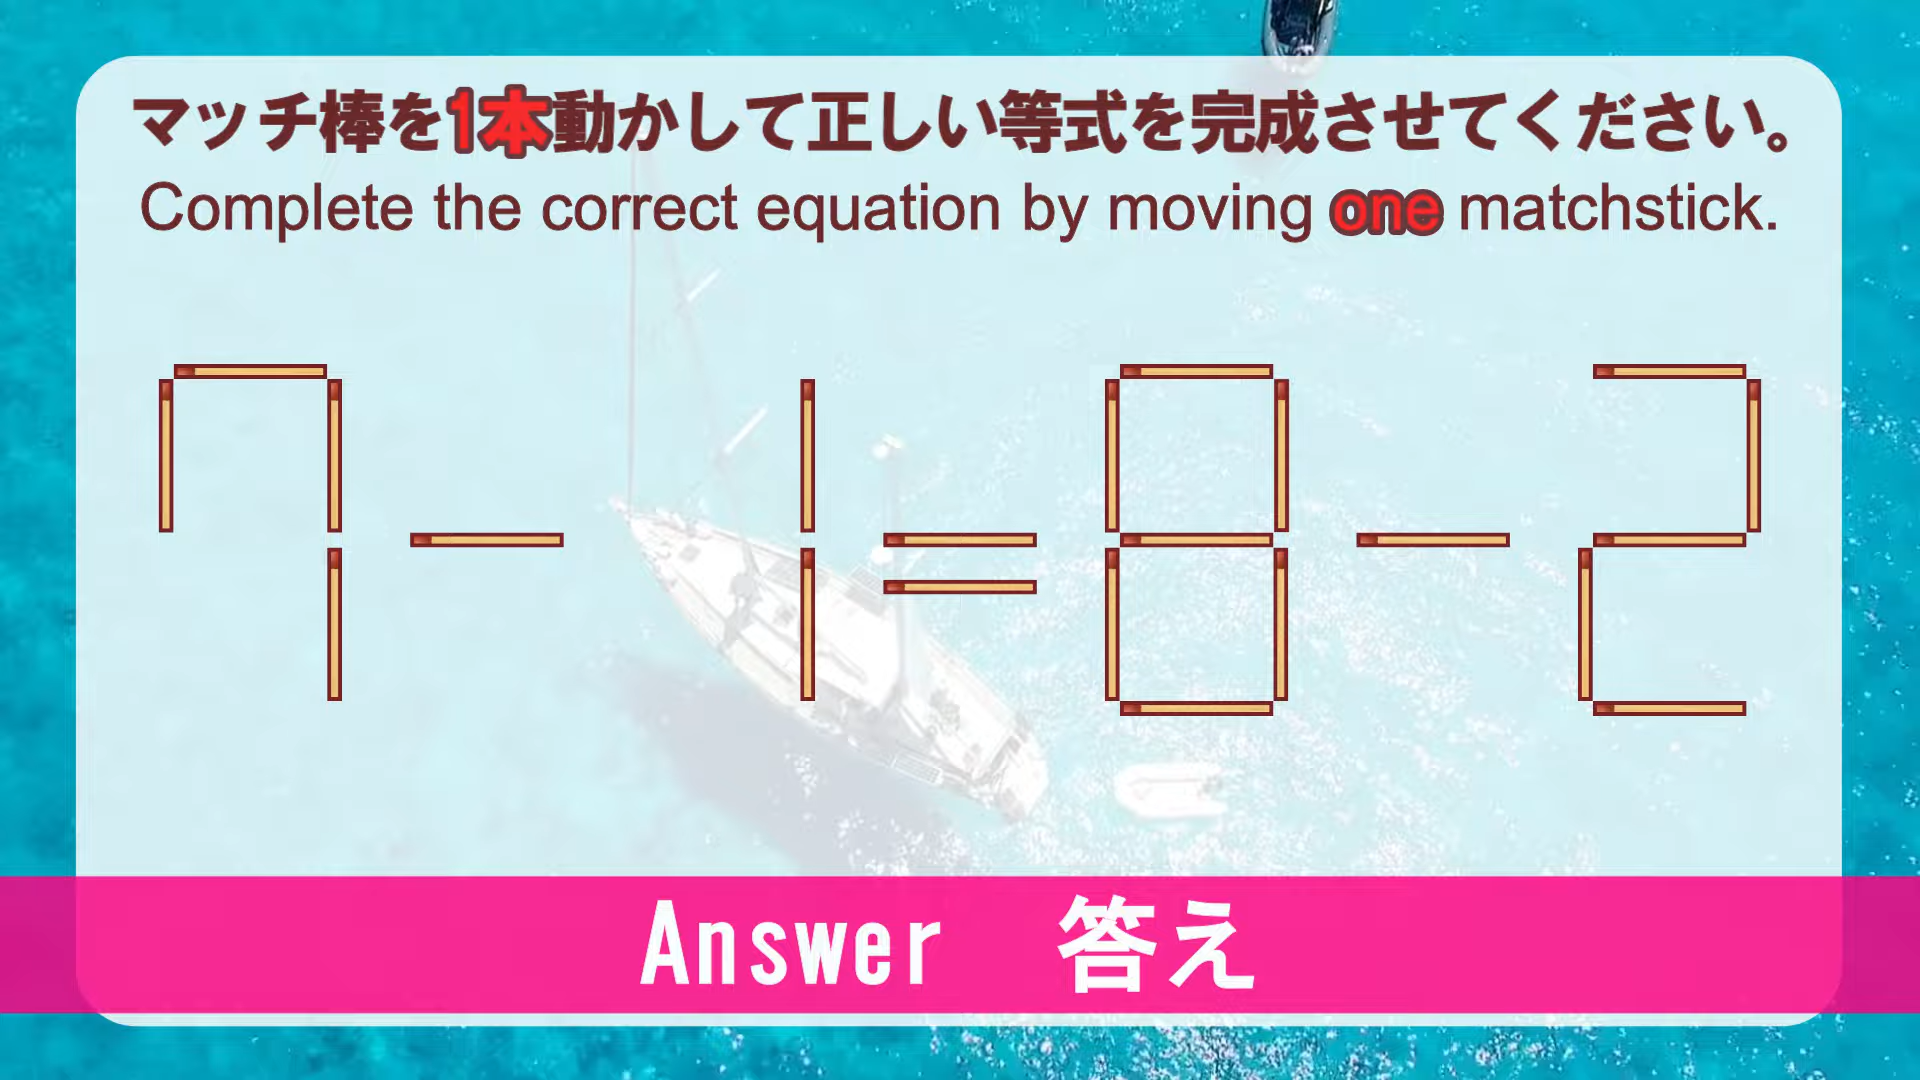 マッチ棒を1本動かして正しい等式を完成させてください。
Complete the correct equation by moving one matchstick.
7-1=8-2
Answer 答え